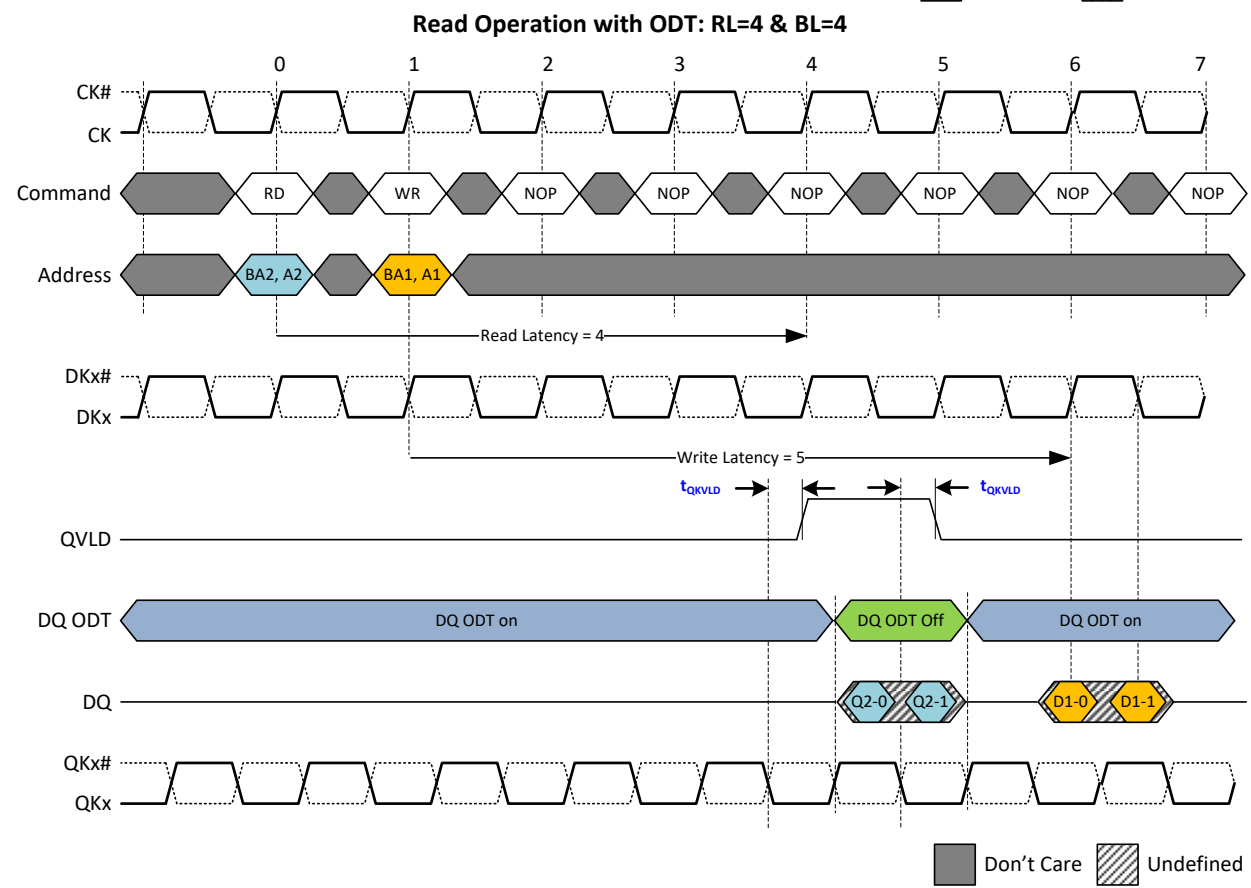 Read Operation with ODT: RL=4 & BL=4
0 1 2 3 4 5 6 7
CK#
CK
Command RD WR NOP NOP NOP NOP NOP NOP
Address BA2, A2 BA1, A1
Read Latency = 4
DKx#
DKx
Write Latency = 5
tQKVLD tQKVLD
QVLD
DQ ODT DQ ODT on DQ ODT Off DQ ODT on
DQ Q2-0 Q2-1 D1-0 D1-1
QKx#
QKx
Don't Care Undefined